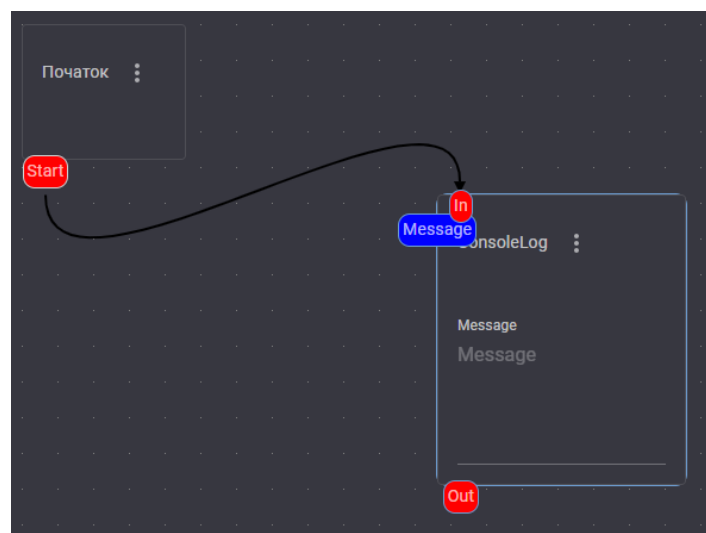 Початок
Start
In
Message
ConsoleLog
Message
Message
Out